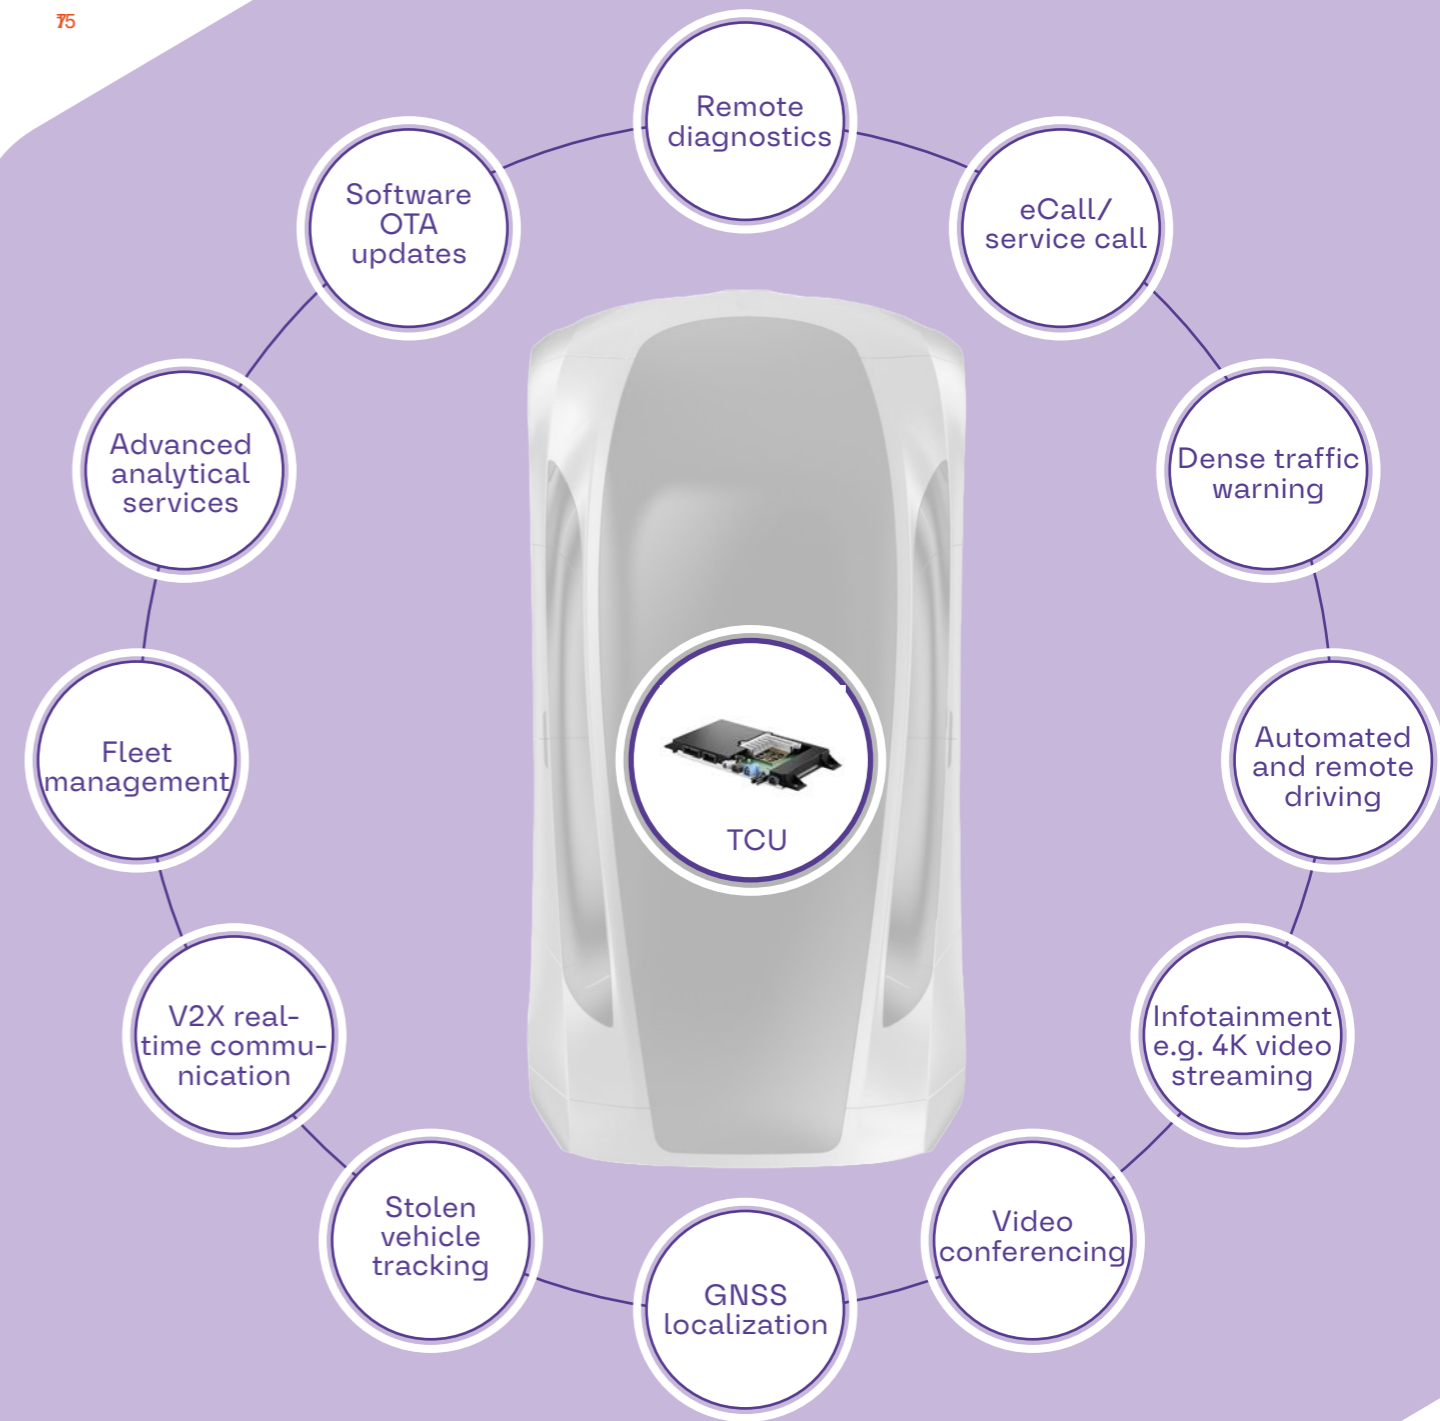 Remote
diagnostics
eCall/
service call
Dense traffic
warning
Automated
and remote
driving
Infotainment
e.g. 4K video
streaming
Video
conferencing
GNSS
localization
Stolen
vehicle
tracking
V2X real-
time commu-
nication
Fleet
management
Advanced
analytical
services
Software
OTA
updates
TCU